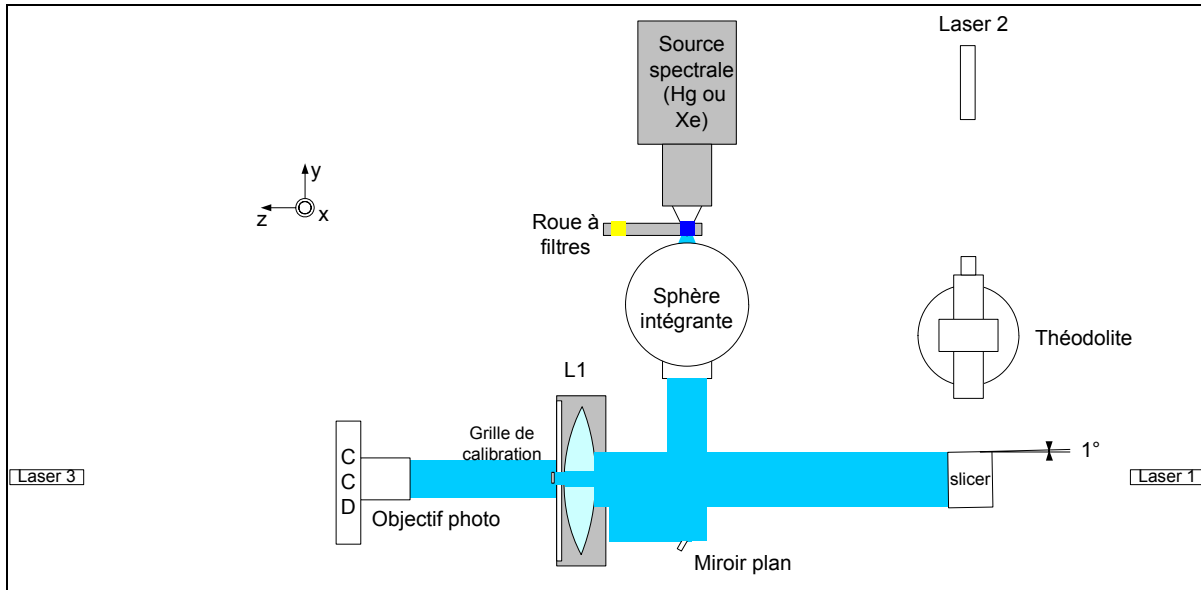 Laser 2
Source
spectrale
(Hg ou
Xe)
y
z
x
Roue à
filtres
Sphère
intégrante
Théodolite
L1
Grille de
calibration
C
C
D
Laser 3
Objectif photo
1°
slicer
Laser 1
Miroir plan